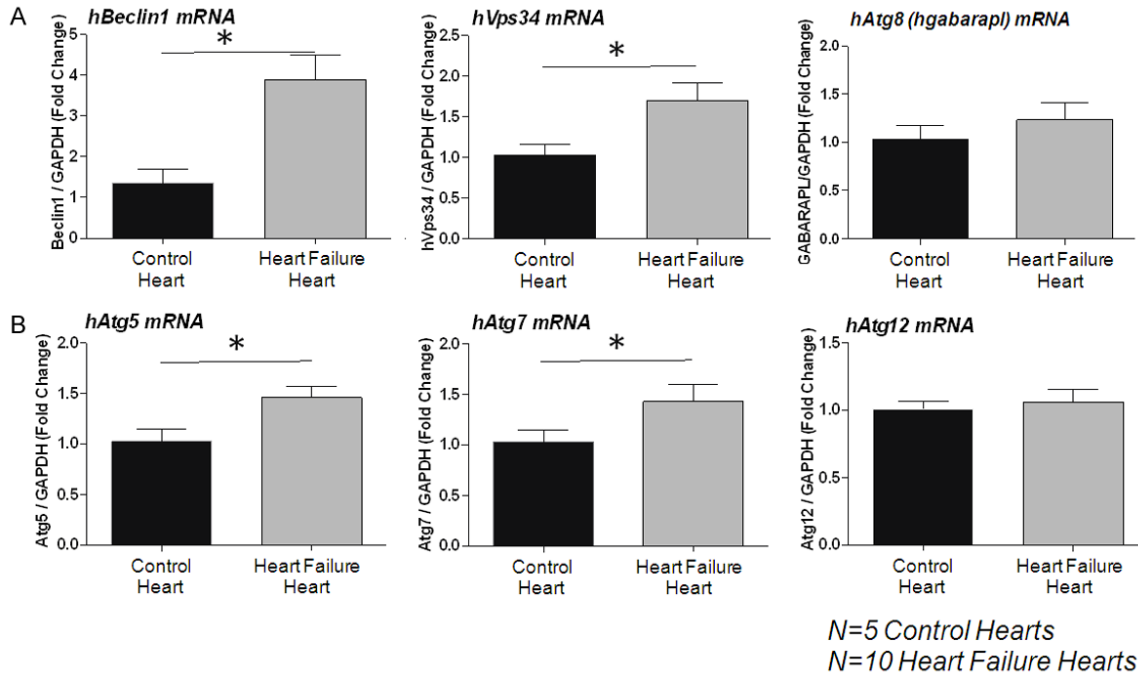 A
hBeclin1 mRNA
Beclin1 / GAPDH (Fold Change)
5
4
3
2
1
0
*
Control
Heart
Heart Failure
Heart
hVps34 mRNA
hVps34 / GAPDH (Fold Change)
2.5
2.0
1.5
1.0
0.5
0.0
*
Control
Heart
Heart Failure
Heart
hAtg8 (hgabarapl) mRNA
GABARAPL/GAPDH (Fold Change)
2.0
1.5
1.0
0.5
0.0
Control
Heart
Heart Failure
Heart
B
hAtg5 mRNA
Atg5 / GAPDH (Fold Change)
2.0
1.5
1.0
0.5
0.0
*
Control
Heart
Heart Failure
Heart
hAtg7 mRNA
Atg7 / GAPDH (Fold Change)
2.0
1.5
1.0
0.5
0.0
*
Control
Heart
Heart Failure
Heart
hAtg12 mRNA
Atg12 / GAPDH (Fold Change)
1.5
1.0
0.5
0.0
Control
Heart
Heart Failure
Heart
N=5 Control Hearts
N=10 Heart Failure Hearts